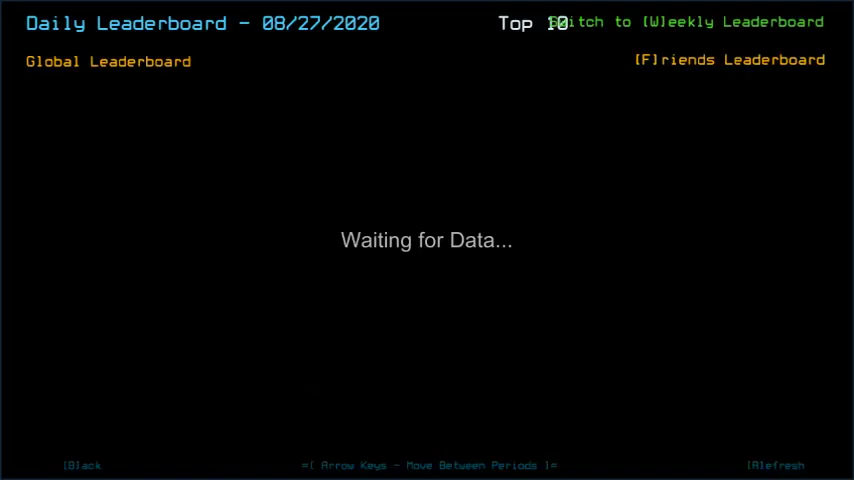 Daily Leaderboard - 08/27/2020
Top 10
Switch to [W]eekly Leaderboard
Global Leaderboard
[F]riends Leaderboard
Waiting for Data...
[B]ack
=[ Arrow Keys - Move Between Periods ]=
[R]efresh